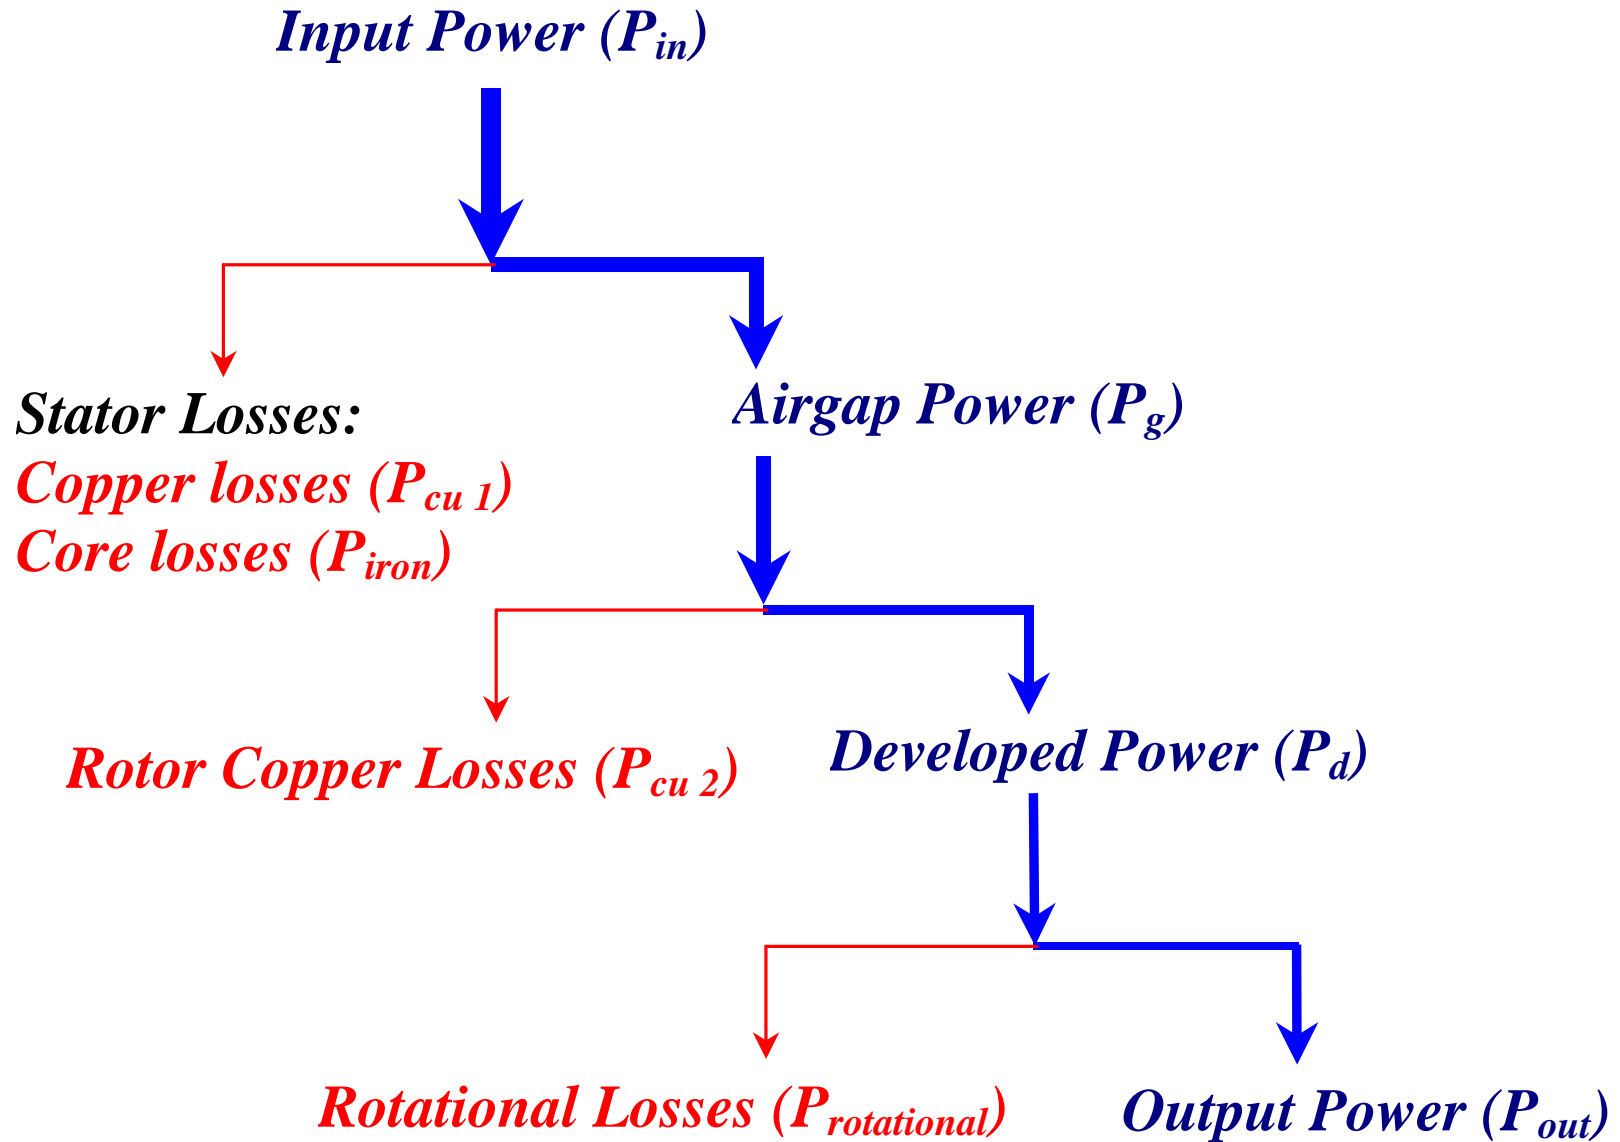 Input Power (Pin)
Stator Losses:
Copper losses (Pcu 1)
Core losses (Piron)
Airgap Power (Pg)
Rotor Copper Losses (Pcu 2)
Developed Power (Pd)
Rotational Losses (Protational)
Output Power (Pout)